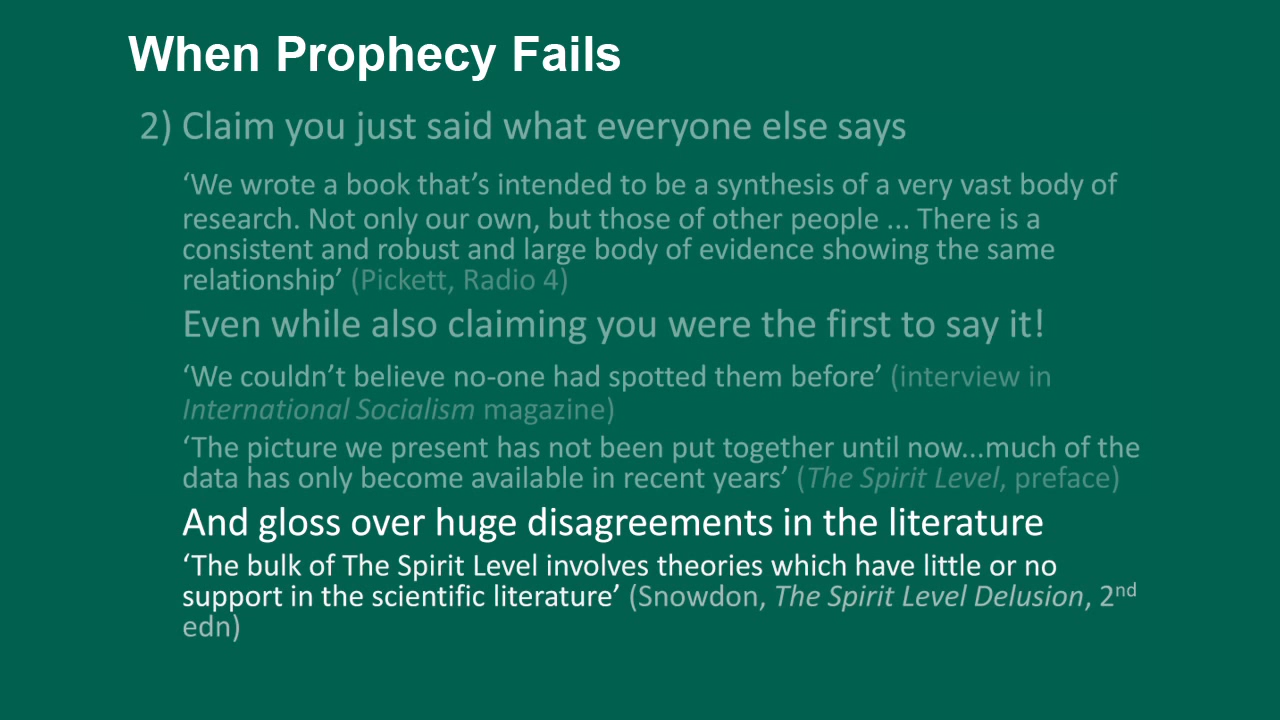 When Prophecy Fails
2) Claim you just said what everyone else says
‘We wrote a book that’s intended to be a synthesis of a very vast body of
research. Not only our own, but those of other people ... There is a
consistent and robust and large body of evidence showing the same
relationship’ (Pickett, Radio 4)
Even while also claiming you were the first to say it!
‘We couldn’t believe no-one had spotted them before’ (interview in
International Socialism magazine)
‘The picture we present has not been put together until now...much of the
data has only become available in recent years’ (The Spirit Level, preface)
And gloss over huge disagreements in the literature
‘The bulk of The Spirit Level involves theories which have little or no
support in the scientific literature’ (Snowdon, The Spirit Level Delusion, 2nd
edn)